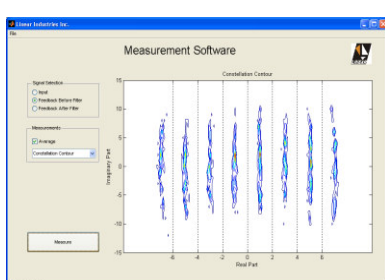 Linear Industries Inc.
File
Measurement Software
Signal Selection
Input
Feedback Before Filter
Feedback After Filter
Measurements
Average
Constellation Contour
Measure
Constellation Contour
Imaginary Part
15
10
5
0
-5
-10
-15
-6
-4
-2
0
2
4
6
Real Part